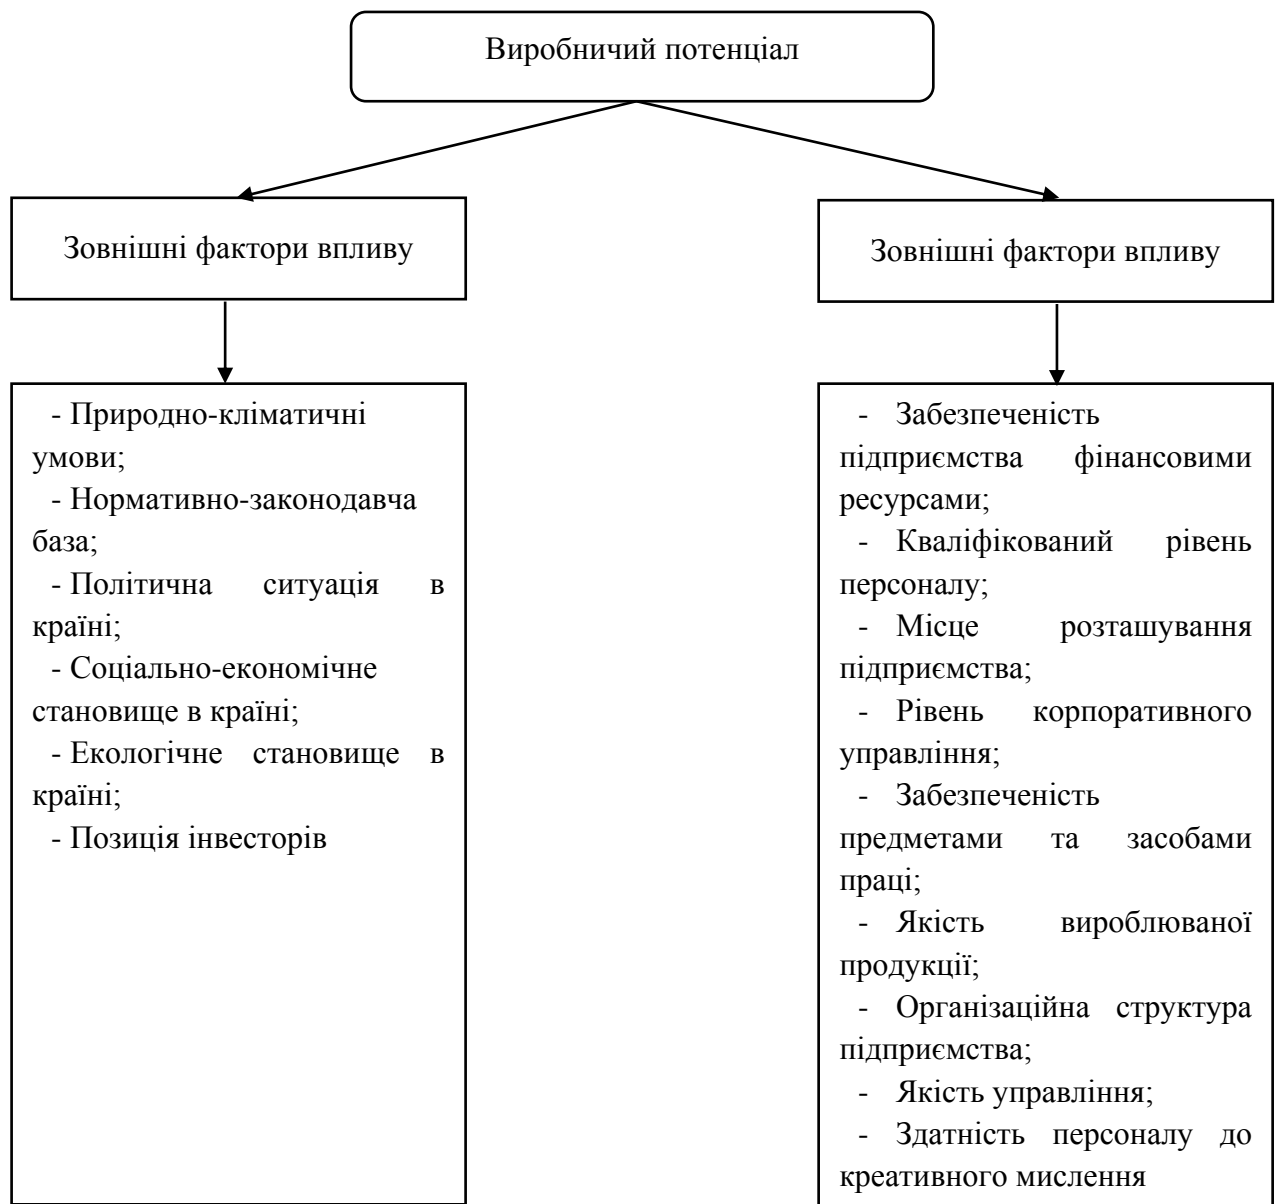 Виробничий потенціал
Зовнішні фактори впливу
Зовнішні фактори впливу
- Природно-кліматичні
умови;
- Нормативно-законодавча
база;
- Політична ситуація в
країні;
- Соціально-економічне
становище в країні;
- Екологічне становище в
країні;
- Позиція інвесторів
- Забезпеченість
підприємства фінансовими
ресурсами;
- Кваліфікований рівень
персоналу;
- Місце розташування
підприємства;
- Рівень корпоративного
управління;
- Забезпеченість
предметами та засобами
праці;
- Якість вироблюваної
продукції;
- Організаційна структура
підприємства;
- Якість управління;
- Здатність персоналу до
креативного мислення